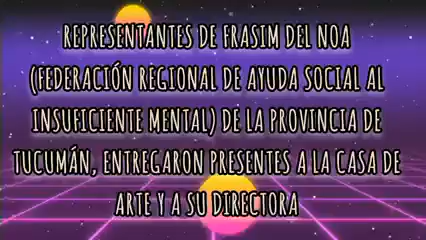 REPRESENTANTES DE FRASIM DEL NOA
(FEDERACIÓN REGIONAL DE AYUDA SOCIAL AL
INSUFICIENTE MENTAL) DE LA PROVINCIA DE
TUCUMÁN, ENTREGARON PRESENTES A LA CASA DE
ARTE Y A SU DIRECTORA